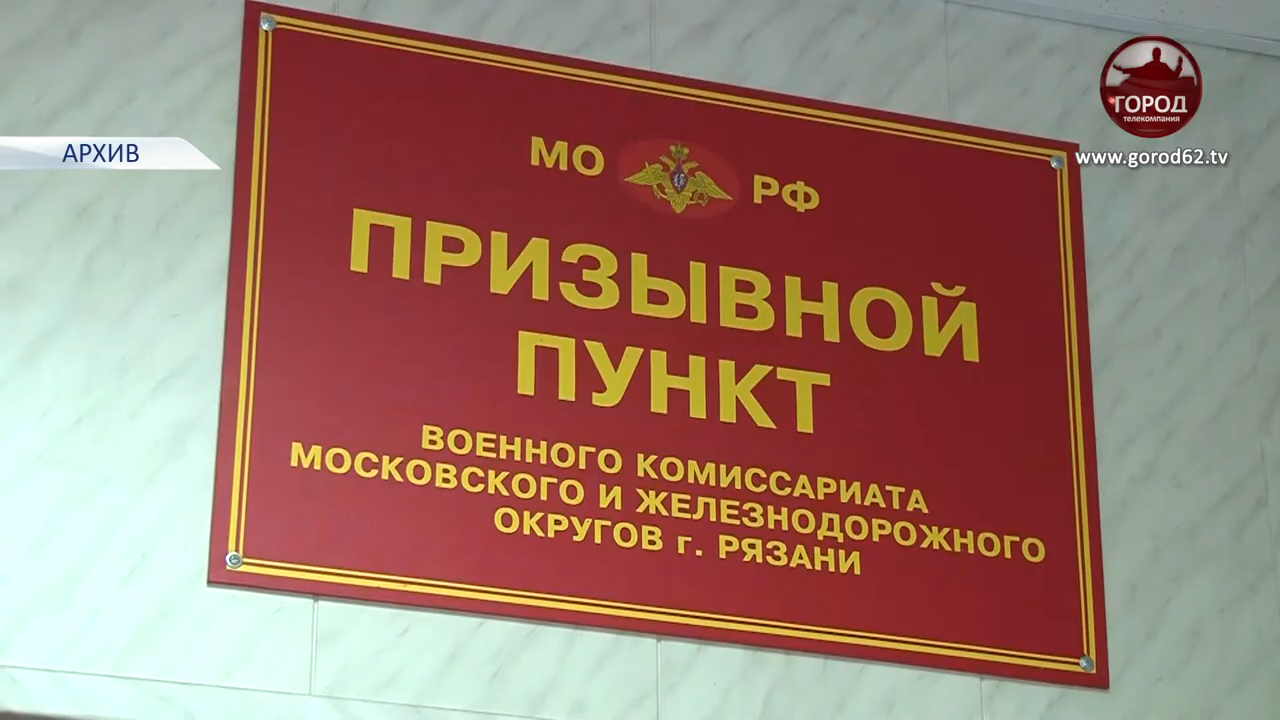 ГОРОД
телекомпания
www.gorod62.tv
АРХИВ
МО РФ
ПРИЗЫВНОЙ
ПУНКТ
ВОЕННОГО КОМИССАРИАТА
МОСКОВСКОГО И ЖЕЛЕЗНОДОРОЖНОГО
ОКРУГОВ г. РЯЗАНИ